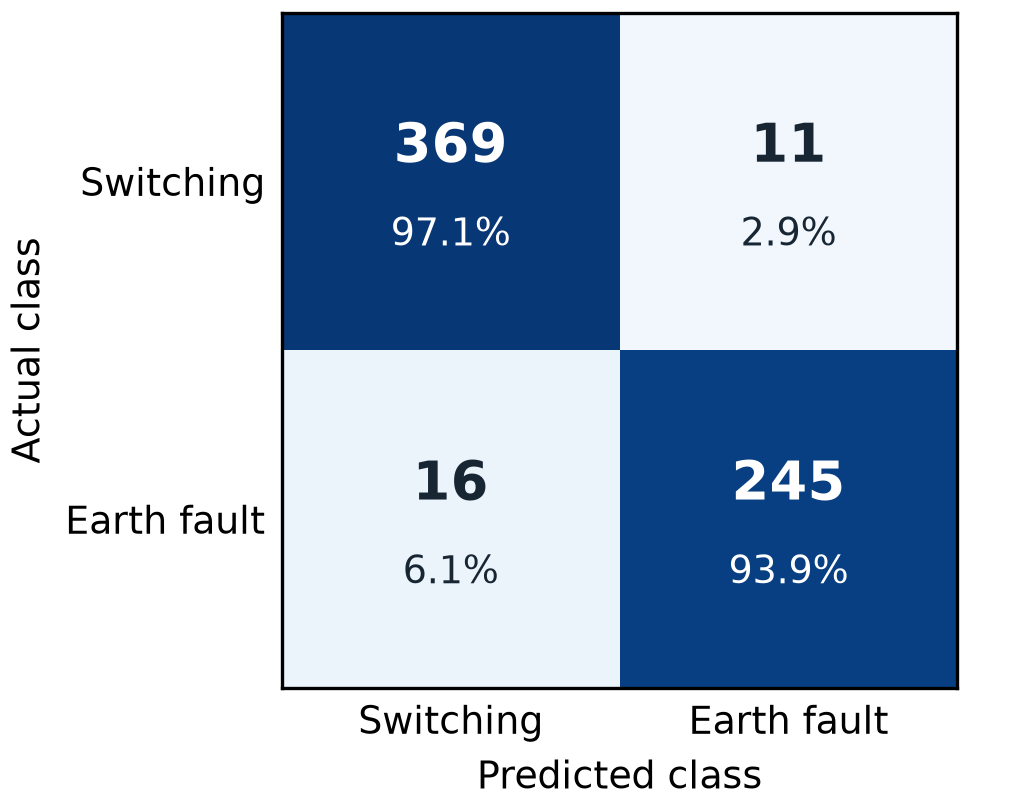 369
11
97.1%
2.9%
Switching
16
245
6.1%
93.9%
Earth fault
Actual class
Switching
Earth fault
Predicted class